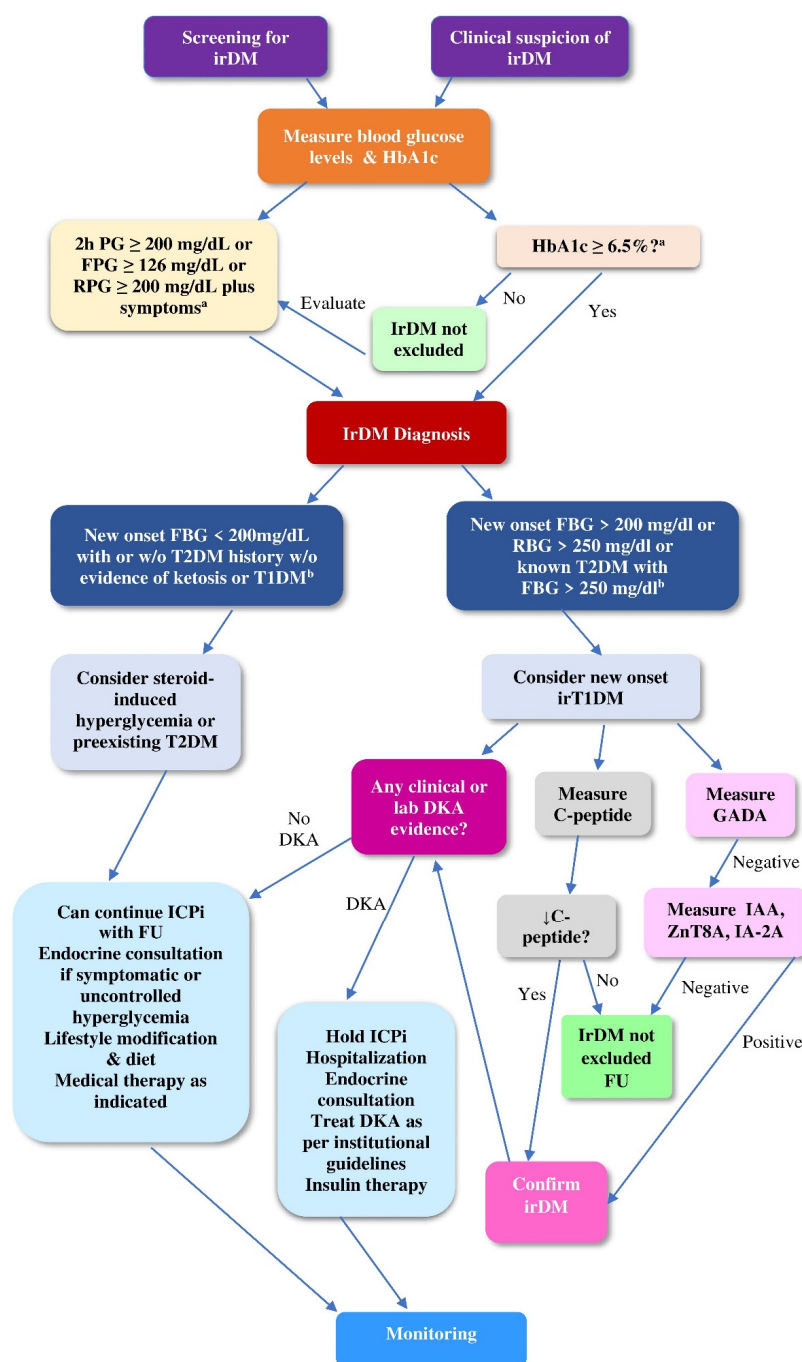 Screening for
irDM
Clinical suspicion of
irDM
Measure blood glucose
levels & HbA1c
2h PG ≥ 200 mg/dL or
FPG ≥ 126 mg/dL or
RPG ≥ 200 mg/dL plus
symptomsᵃ
HbA1c ≥ 6.5%?ᵃ
Evaluate
No
Yes
IrDM not
excluded
IrDM Diagnosis
New onset FBG < 200mg/dL
with or w/o T2DM history w/o
evidence of ketosis or T1DMᵇ
New onset FBG > 200 mg/dl or
RBG > 250 mg/dl or
known T2DM with
FBG > 250 mg/dlᵇ
Consider steroid-
induced
hyperglycemia or
preexisting T2DM
Consider new onset
irT1DM
Any clinical or
lab DKA
evidence?
Measure
C-peptide
Measure
GADA
No
DKA
Negative
DKA
Can continue ICPi
with FU
Endocrine consultation
if symptomatic or
uncontrolled
hyperglycemia
Lifestyle modification
& diet
Medical therapy as
indicated
↓C-
peptide?
Measure IAA,
ZnT8A, IA-2A
Yes
No
Negative
Positive
Hold ICPi
Hospitalization
Endocrine
consultation
Treat DKA as
per institutional
guidelines
Insulin therapy
IrDM not
excluded
FU
Confirm
irDM
Monitoring